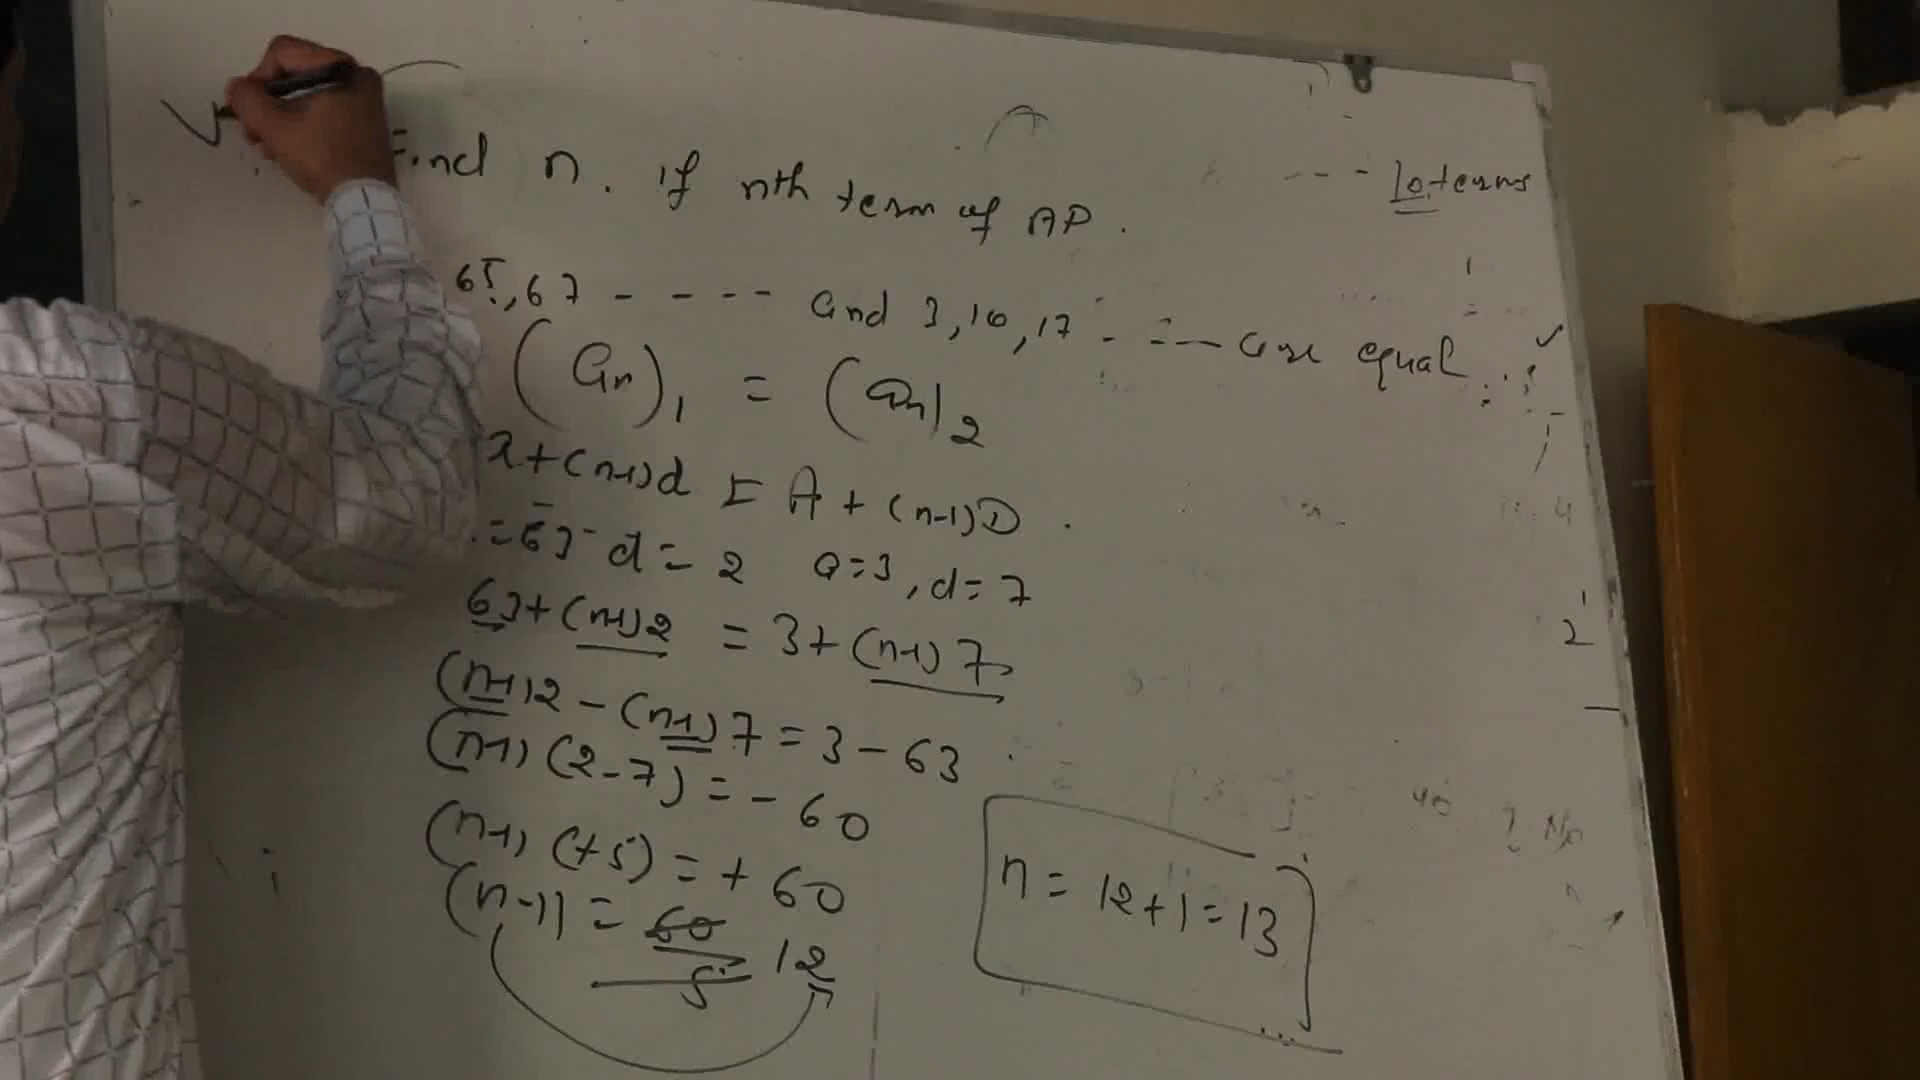 Find n. if nth term of AP.
--- 10 terms
65, 67 - - - - - and 3, 10, 17 - - - - are equal
(an)1 = (an)2
a+(n-1)d = A + (n-1)D
=63 d = 2 a=3, d=7
63+(n-1)2 = 3+(n-1)7
(n-1)2 - (n-1)7 = 3 - 63
(n-1) (2-7) = - 60
(n-1) (+5) = + 60
(n-1) = 60/5 12
n = 12+1 = 13